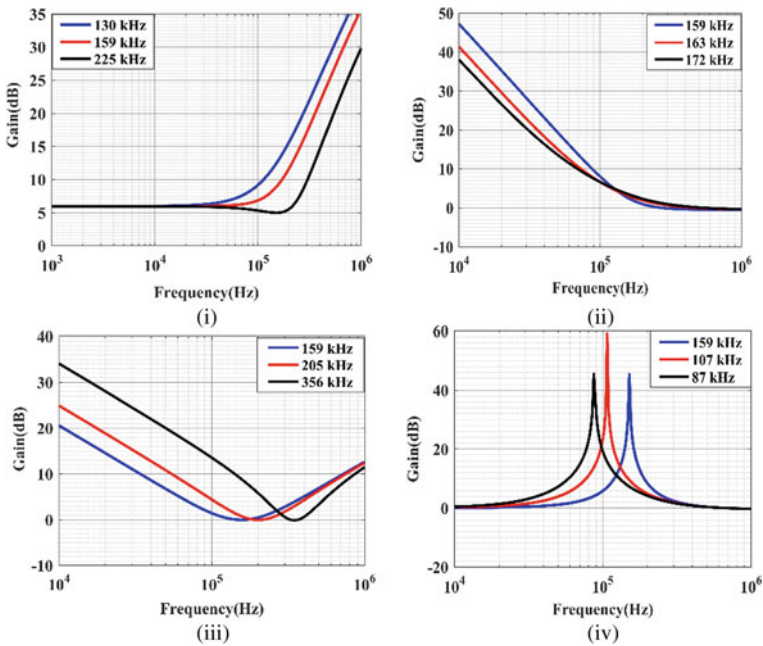 35
30
25
20
15
10
5
0
Gain(dB)
130 kHz
159 kHz
225 kHz
10^3
10^4
10^5
10^6
Frequency(Hz)
(i)
50
40
30
20
10
0
-10
Gain(dB)
159 kHz
163 kHz
172 kHz
10^4
10^5
10^6
Frequency(Hz)
(ii)
40
30
20
10
0
-10
Gain(dB)
159 kHz
205 kHz
356 kHz
10^4
10^5
10^6
Frequency(Hz)
(iii)
60
40
20
0
-20
Gain(dB)
159 kHz
107 kHz
87 kHz
10^4
10^5
10^6
Frequency(Hz)
(iv)